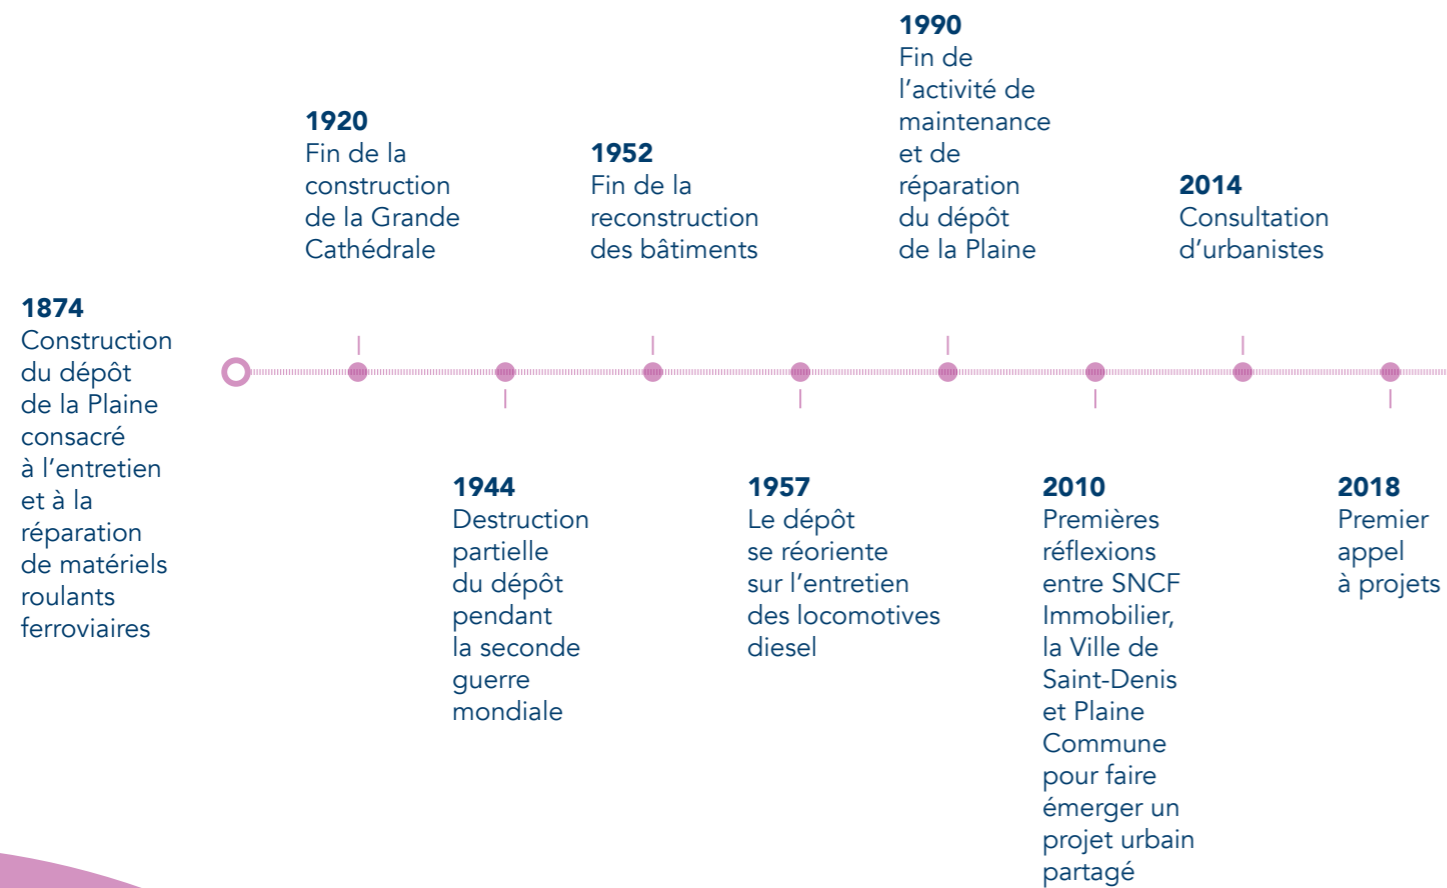 1874
Construction
du dépôt
de la Plaine
consacré
à l’entretien
et à la
réparation
de matériels
roulants
ferroviaires
1920
Fin de la
construction
de la Grande
Cathédrale
1944
Destruction
partielle
du dépôt
pendant
la seconde
guerre
mondiale
1952
Fin de la
reconstruction
des bâtiments
1957
Le dépôt
se réoriente
sur l’entretien
des locomotives
diesel
1990
Fin de
l’activité de
maintenance
et de
réparation
du dépôt
de la Plaine
2010
Premières
réflexions
entre SNCF
Immobilier,
la Ville de
Saint-Denis
et Plaine
Commune
pour faire
émerger un
projet urbain
partagé
2014
Consultation
d’urbanistes
2018
Premier
appel
à projets